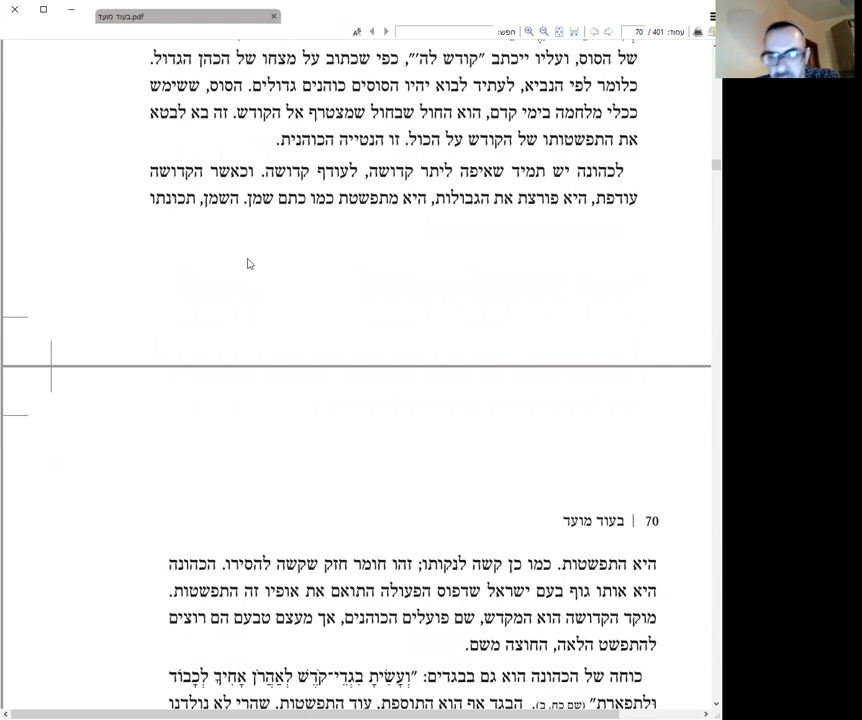 בעוד מועד.pdf
עמוד: 70 / 401
חפש:
של הסוס, ועליו ייכתב "קודש לה'", כפי שכתוב על מצחו של הכהן הגדול.
כלומר לפי הנביא, לעתיד לבוא יהיו הסוסים כוהנים גדולים. הסוס, ששימש
ככלי מלחמה בימי קדם, הוא החול שבחול שמצטרף אל הקודש. זה בא לבטא
את התפשטותו של הקודש על הכול. זו הנטייה הכוהנית.
לכהונה יש תמיד שאיפה ליתר קדושה, לעודף קדושה. וכאשר הקדושה
עודפת, היא פורצת את הגבולות, היא מתפשטת כמו כתם שמן. השמן, תכונתו
70 | בעוד מועד
היא התפשטות. כמו כן קשה לנקותו; זהו חומר חזק שקשה להסירו. הכהונה
היא אותו גוף בעם ישראל שדפוס הפעולה התואם את אופיו זה התפשטות.
מוקד הקדושה הוא המקדש, שם פועלים הכוהנים, אך מעצם טבעם הם רוצים
להתפשט הלאה, החוצה משם.
כוחה של הכהונה הוא גם בבגדים: "וְעָשִׂיתָ בִגְדֵי־קֹדֶשׁ לְאַהֲרֹן אָחִיךָ לְכָבוֹד
וּלְתִפְאָרֶת" (שם כח, ב). הבגד אף הוא התוספת, עוד התפשטות, שהרי לא נולדנו